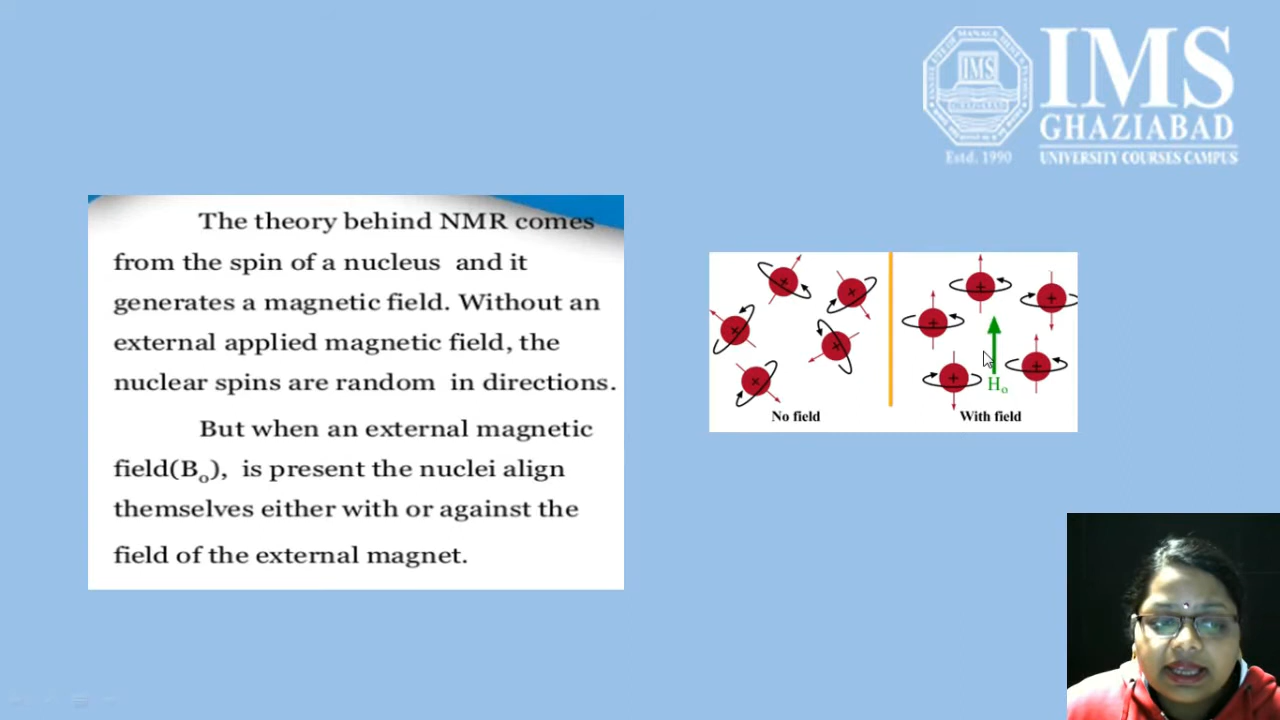 IMS
IMS
GHAZIABAD
Estd. 1990
UNIVERSITY COURSES CAMPUS
The theory behind NMR comes
from the spin of a nucleus and it
generates a magnetic field. Without an
external applied magnetic field, the
nuclear spins are random in directions.
But when an external magnetic
field(Bo), is present the nuclei align
themselves either with or against the
field of the external magnet.
Ho
No field
With field